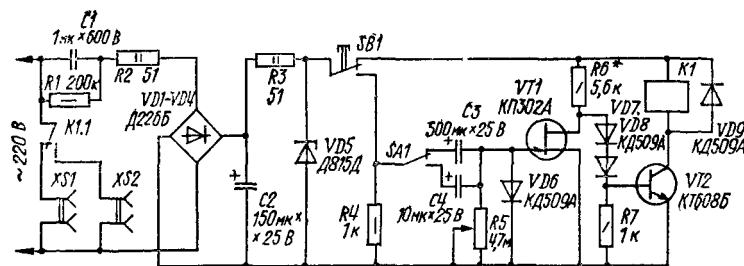 C1
1мк×600В
R1 200к
R2 51
~220 В
K1.1
XS1
XS2
VD1-VD4
Д226Б
C2
150мк×
×25 В
R3
51
VD5
Д815Д
SB1
SA1
R4
1к
C3
500мк×25 В
C4
10мк×25В
VD6
КД509А
R5
4,7м
VT1
КП302А
R6*
5,6к
VD7,
VD8
КД509А
R7
1к
K1
VD9
КД509А
VT2
КТ608Б